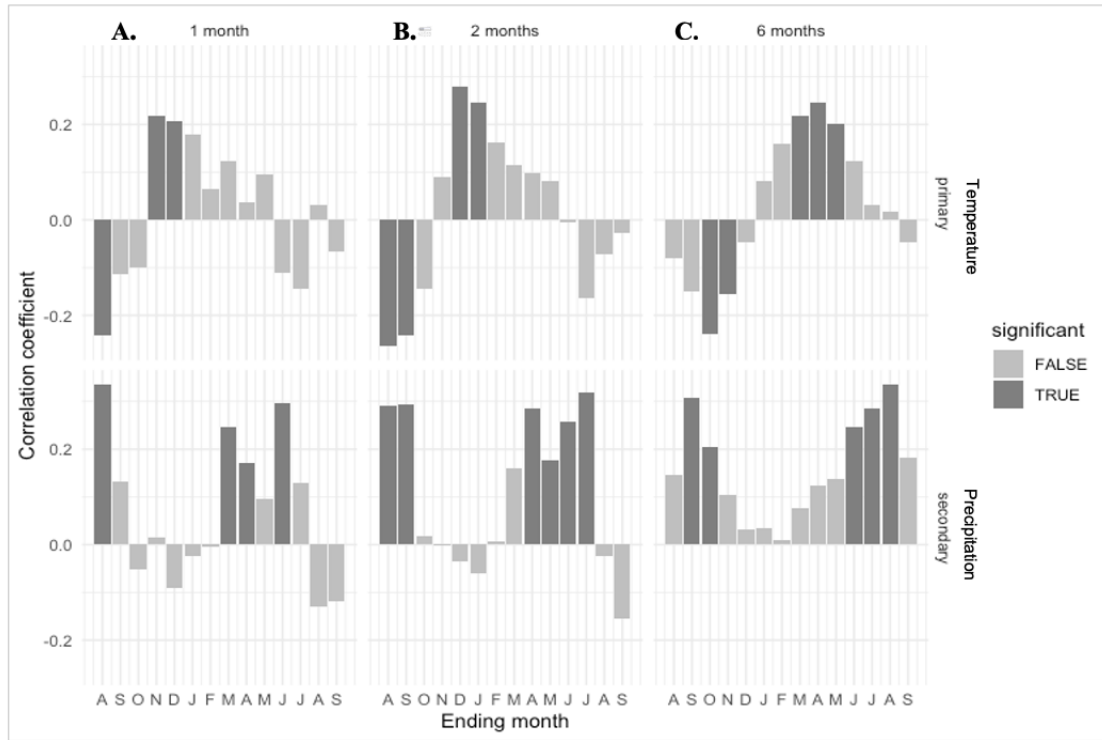 A. 1 month B. 2 months C. 6 months
0.2
0.0
-0.2
Temperature
primary
0.2
0.0
-0.2
Precipitation
secondary
Correlation coefficient
A S O N D J F M A M J J A S A S O N D J F M A M J J A S A S O N D J F M A M J J A S
Ending month
significant
FALSE
TRUE